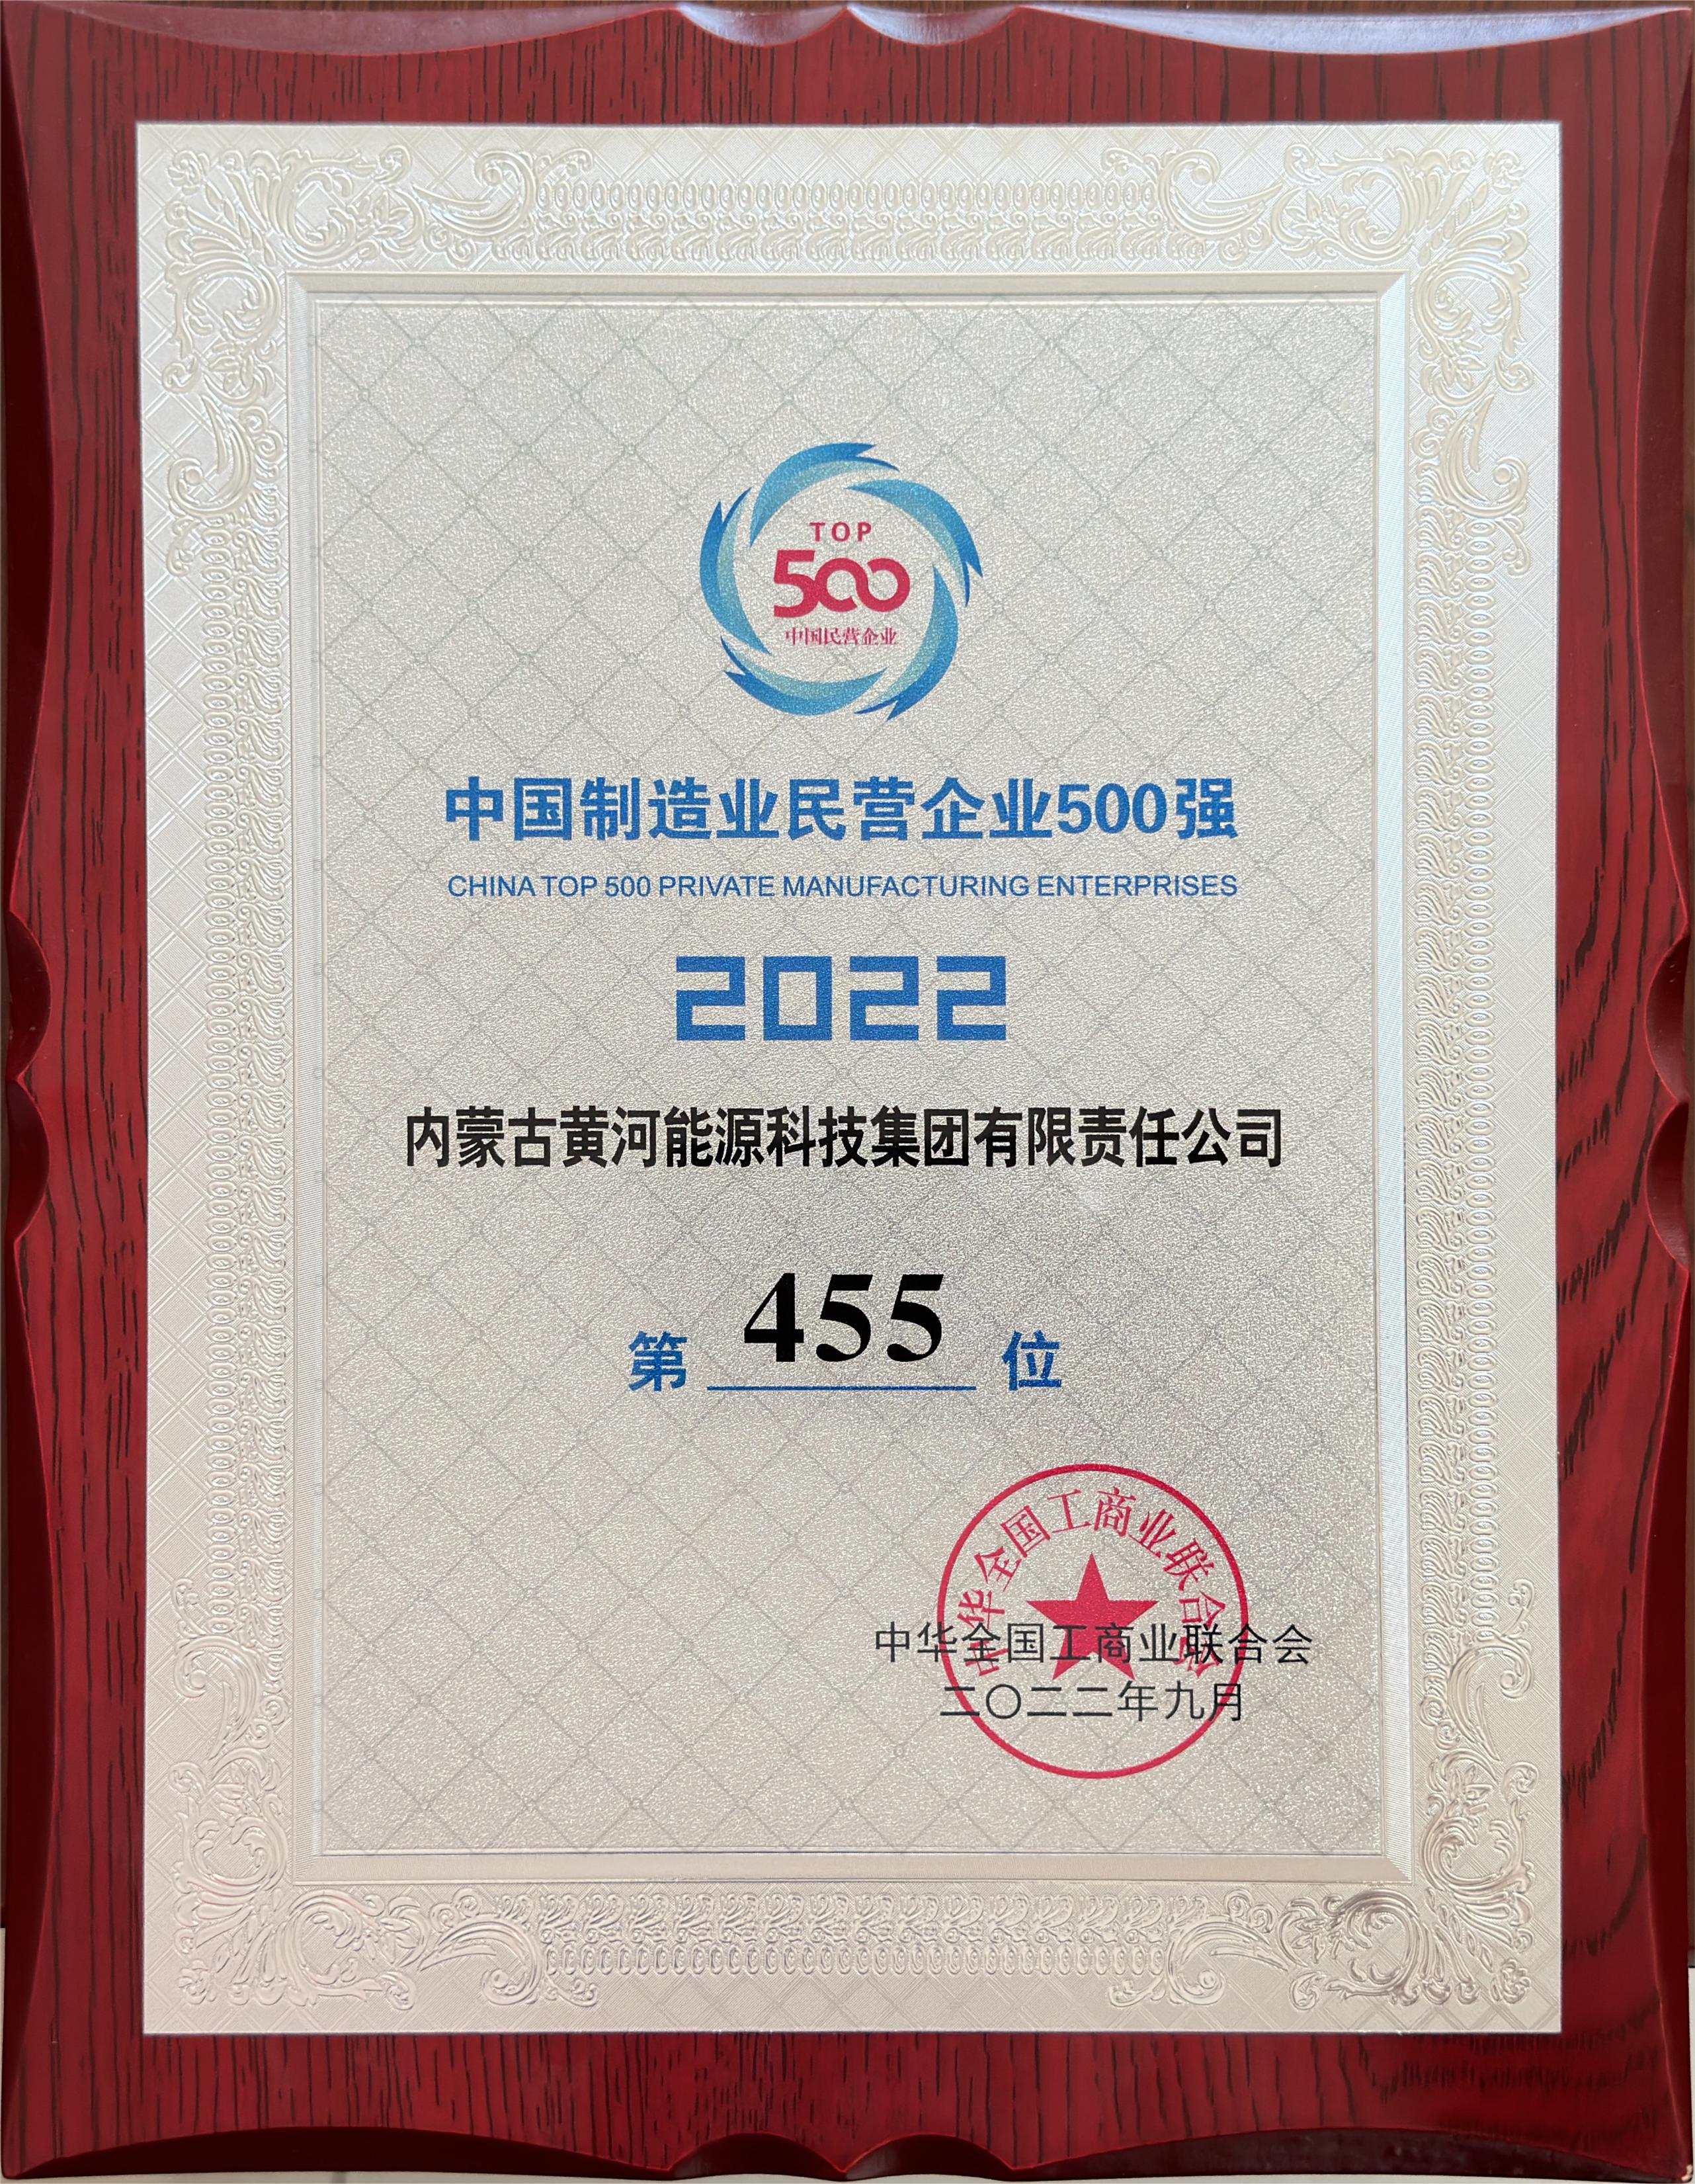 TOP
500
中国民营企业
中国制造业民营企业500强
CHINA TOP 500 PRIVATE MANUFACTURING ENTERPRISES
2022
内蒙古黄河能源科技集团有限责任公司
第 455 位
中华全国工商业联合会
中华全国工商业联合会
二〇二二年九月